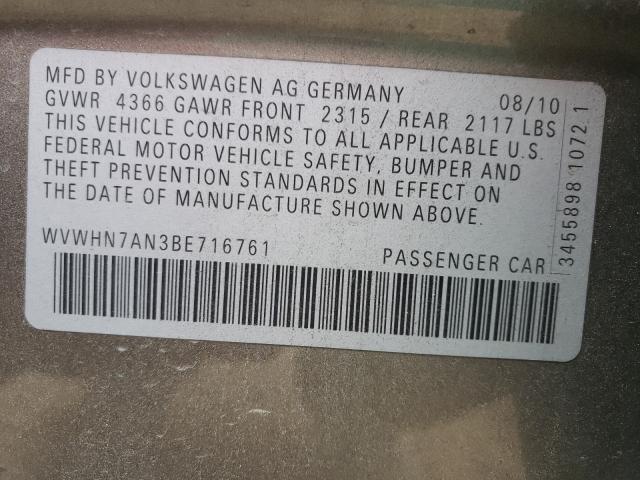 MFD BY VOLKSWAGEN AG GERMANY 08/10
GVWR 4366 GAWR FRONT 2315 / REAR 2117 LBS
THIS VEHICLE CONFORMS TO ALL APPLICABLE U.S.
FEDERAL MOTOR VEHICLE SAFETY, BUMPER AND
THEFT PREVENTION STANDARDS IN EFFECT ON
THE DATE OF MANUFACTURE SHOWN ABOVE.
WVWHN7AN3BE716761 PASSENGER CAR
3455898 1072 1